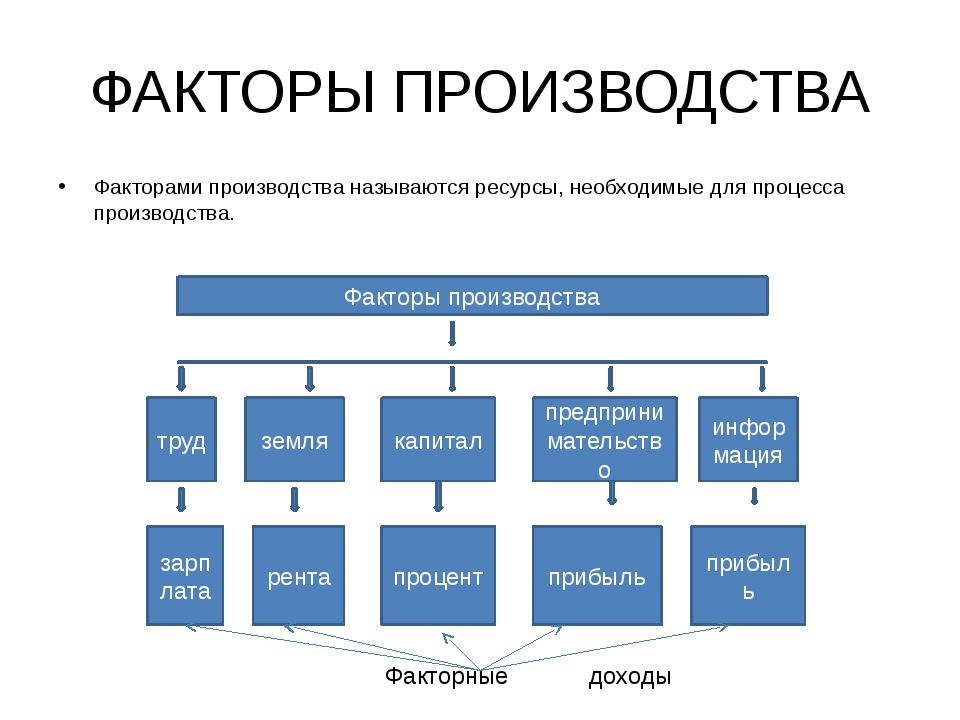 ФАКТОРЫ ПРОИЗВОДСТВА
• Факторами производства называются ресурсы, необходимые для процесса
производства.
Факторы производства
труд
земля
капитал
предприни
мательств
о
инфор
мация
зарп
лата
рента
процент
прибыль
прибыл
ь
Факторные доходы